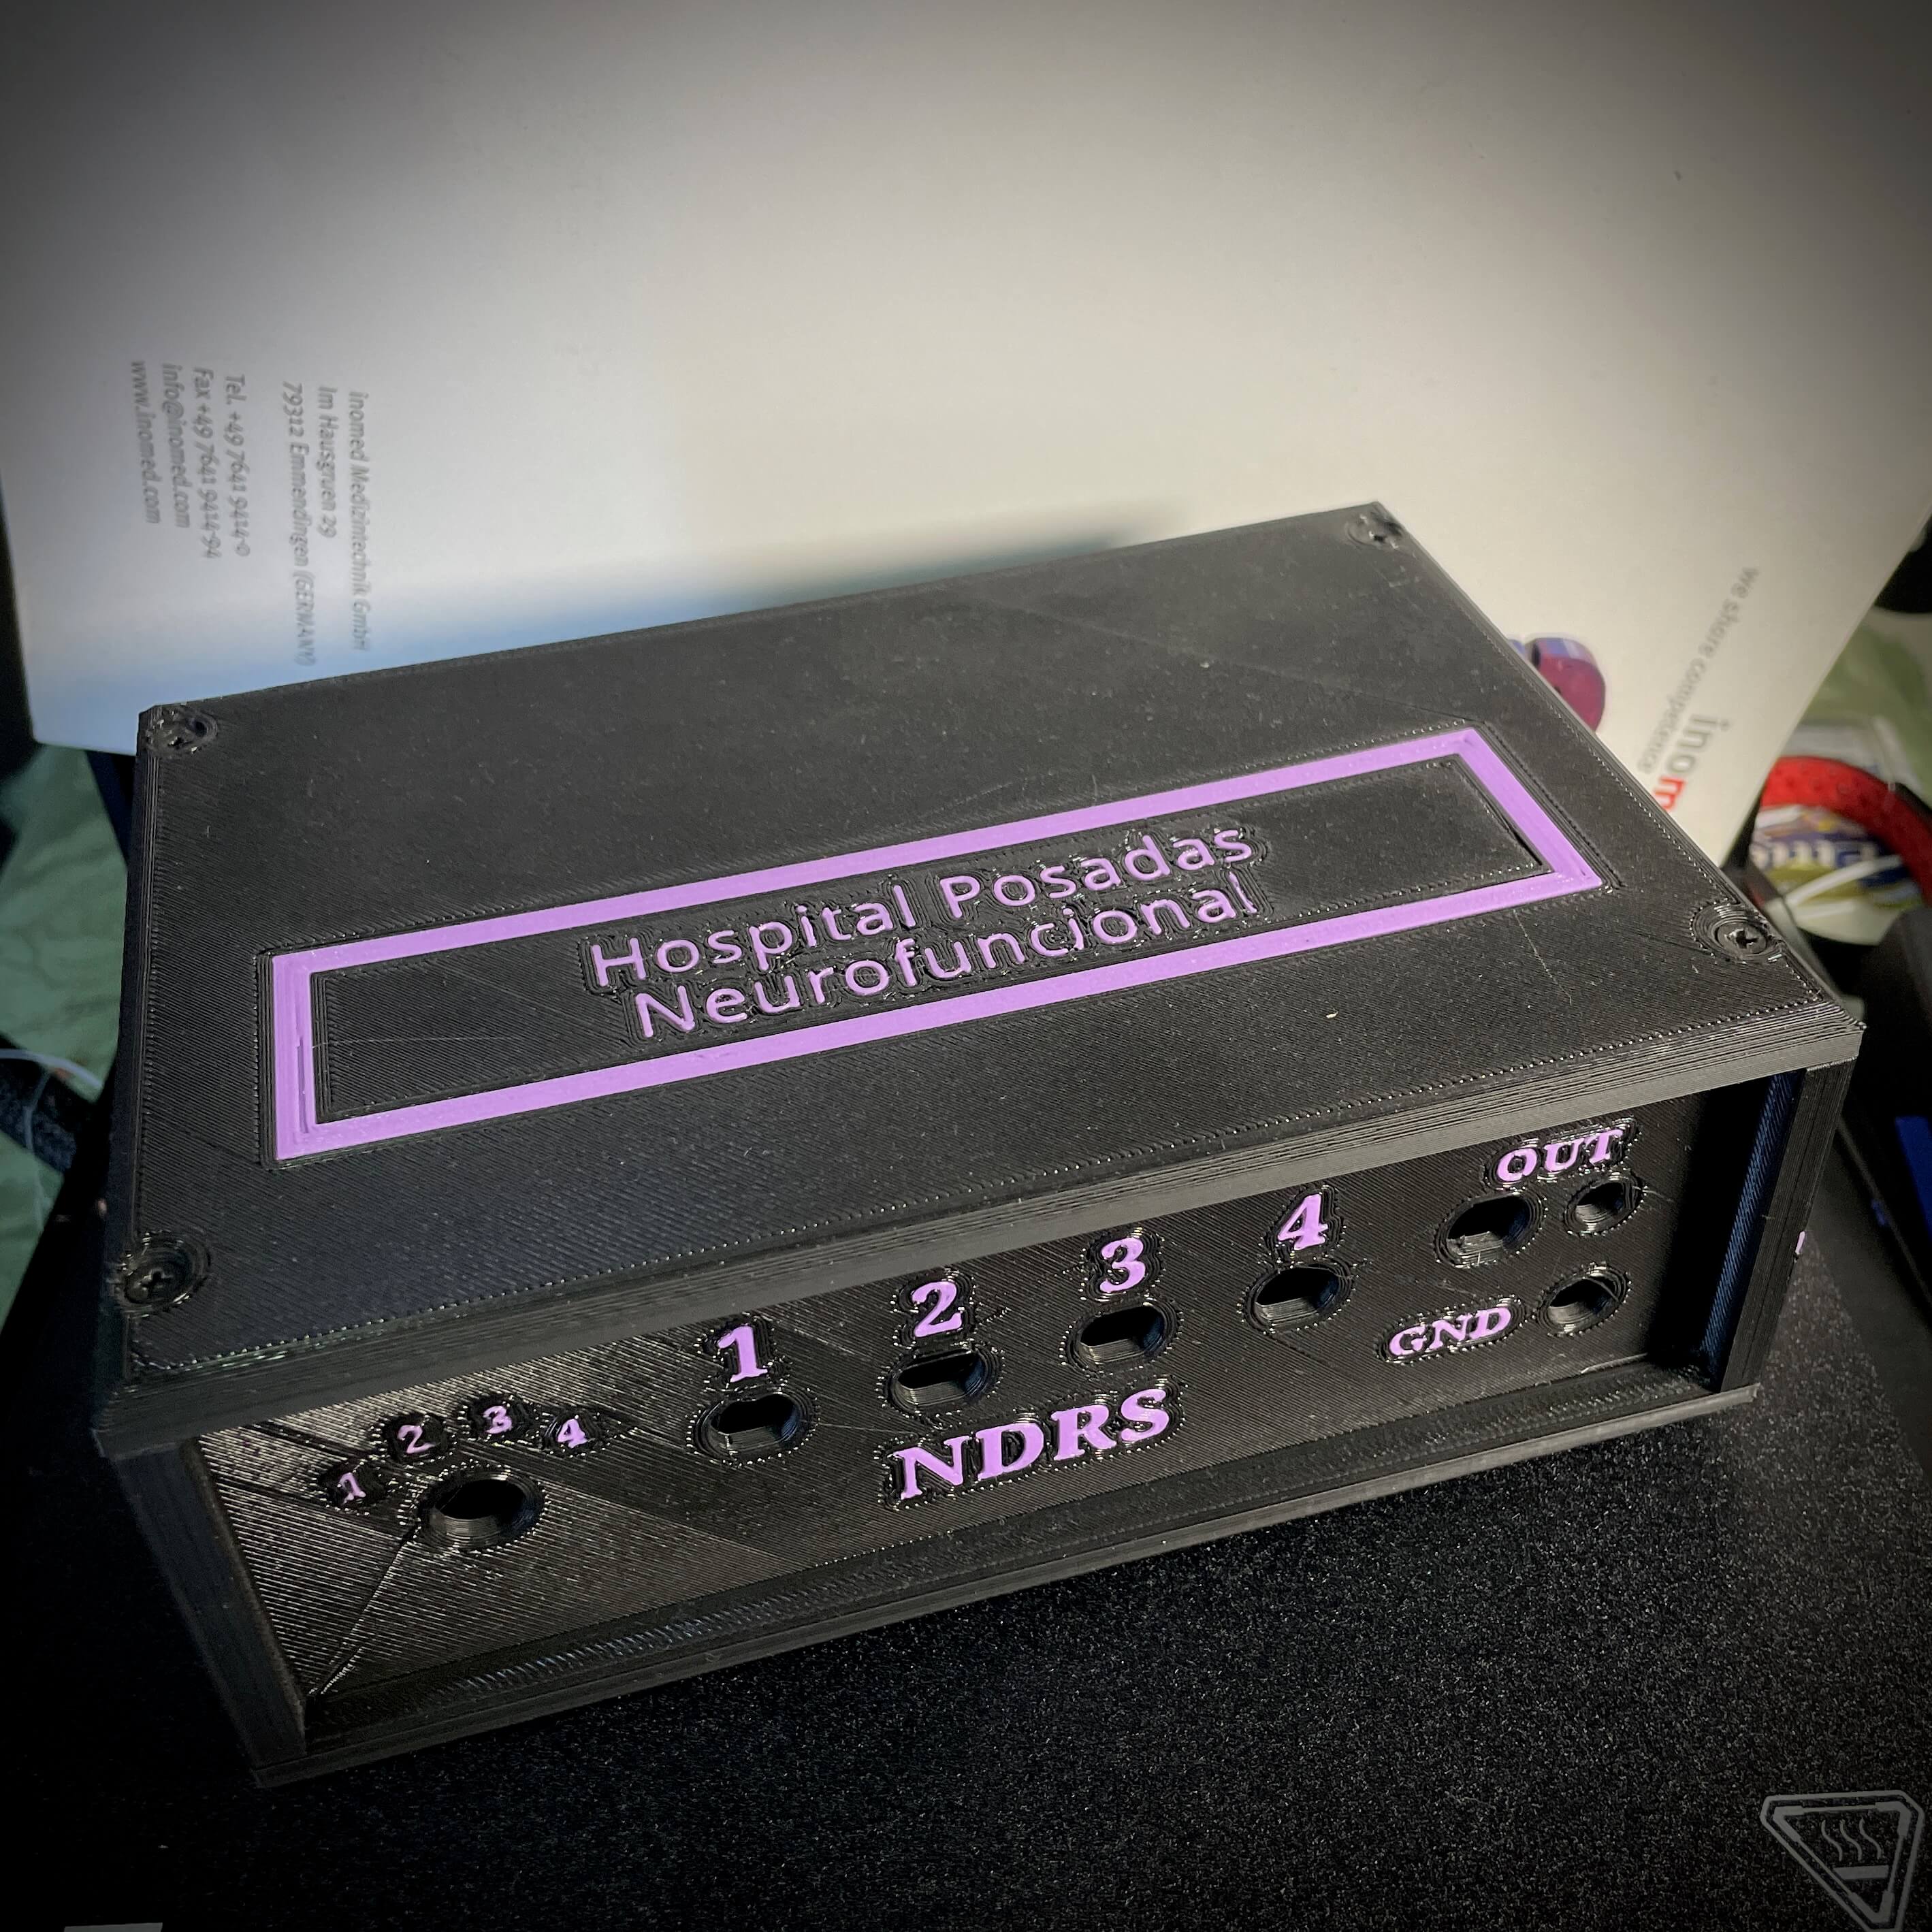 inomed Medizintechnik GmbH
Im Hausgruen 29
79312 Emmendingen (GERMANY)
Tel. +49 7641 9414-0
Fax +49 7641 9414-94
info@inomed.com
www.inomed.com
inom
we share competence
Hospital Posadas
Neurofuncional
1 2 3 4
1 2 3 4
OUT
GND
NDRS